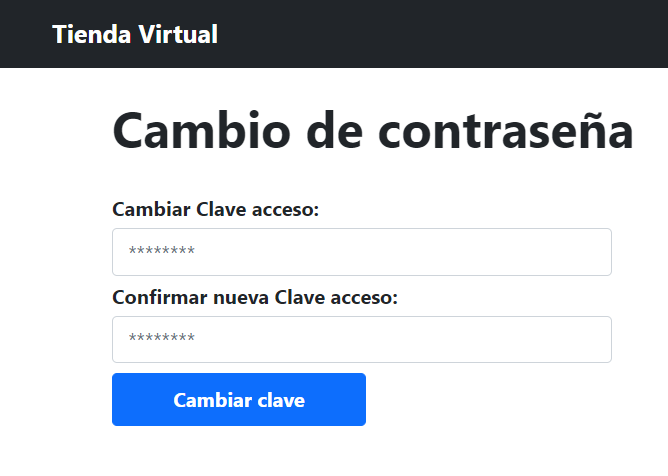 Tienda Virtual
Cambio de contraseña
Cambiar Clave acceso:
********
Confirmar nueva Clave acceso:
********
Cambiar clave